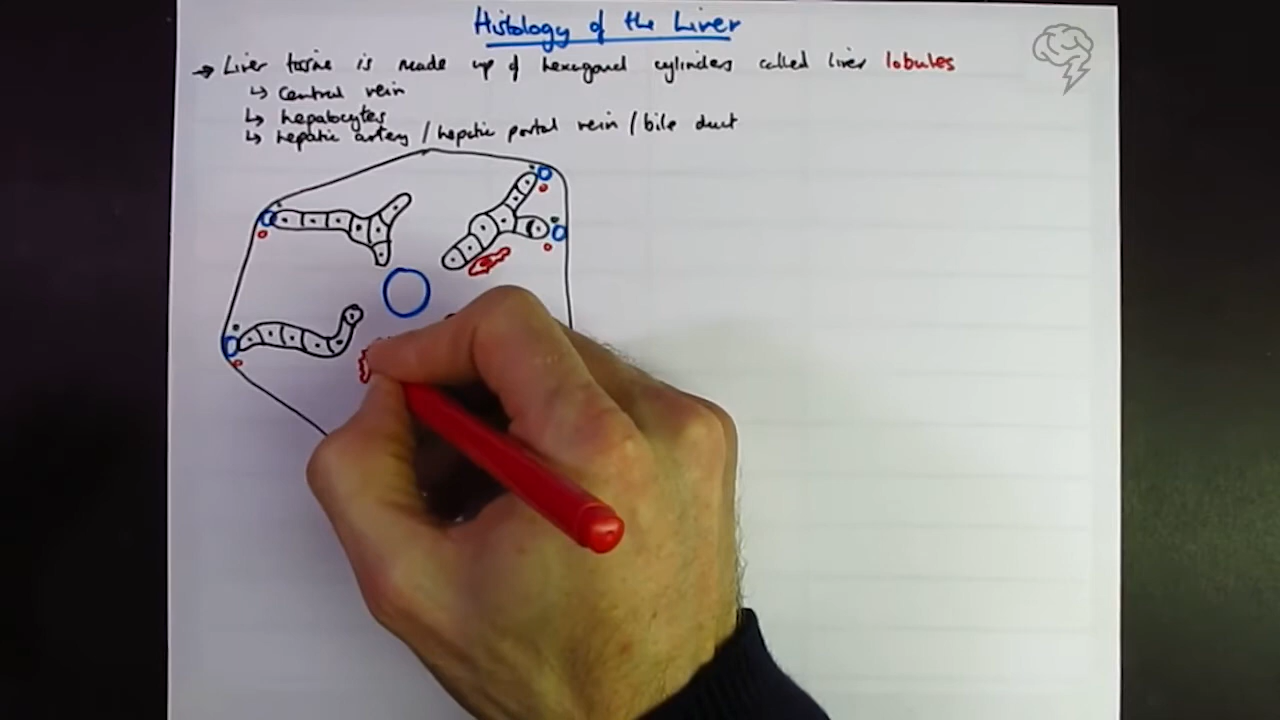 Histology of the Liver
→ Liver tissue is made up of hexagonal cylinders called liver lobules
↳ Central vein
↳ hepatocytes
↳ hepatic artery / hepatic portal vein / bile duct